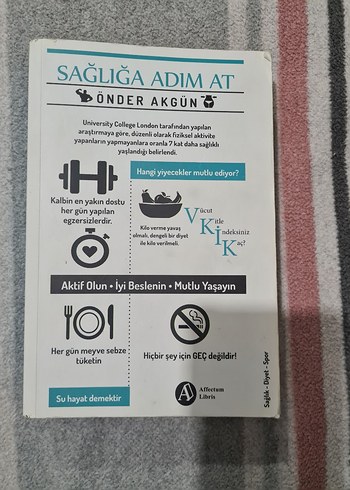 SAĞLIĞA ADIM AT
ÖNDER AKGÜN
University College London tarafından yapılan
araştırmaya göre, düzenli olarak fiziksel aktivite
yapanların yapmayanlara oranla 7 kat daha sağlıklı
yaşlandığı belirlendi.
Hangi yiyecekler mutlu ediyor?
Kalbin en yakın dostu
her gün yapılan
egzersizlerdir.
Kilo verme yavaş
olmalı, dengeli bir diyet
ile kilo verilmeli.
Vücut
Kitle
İndeksiniz
Kaç?
Aktif Olun • İyi Beslenin • Mutlu Yaşayın
Her gün meyve sebze
tüketin
Hiçbir şey için GEÇ değildir!
Su hayat demektir
A
Affectum
Libris
Sağlık - Diyet - Spor